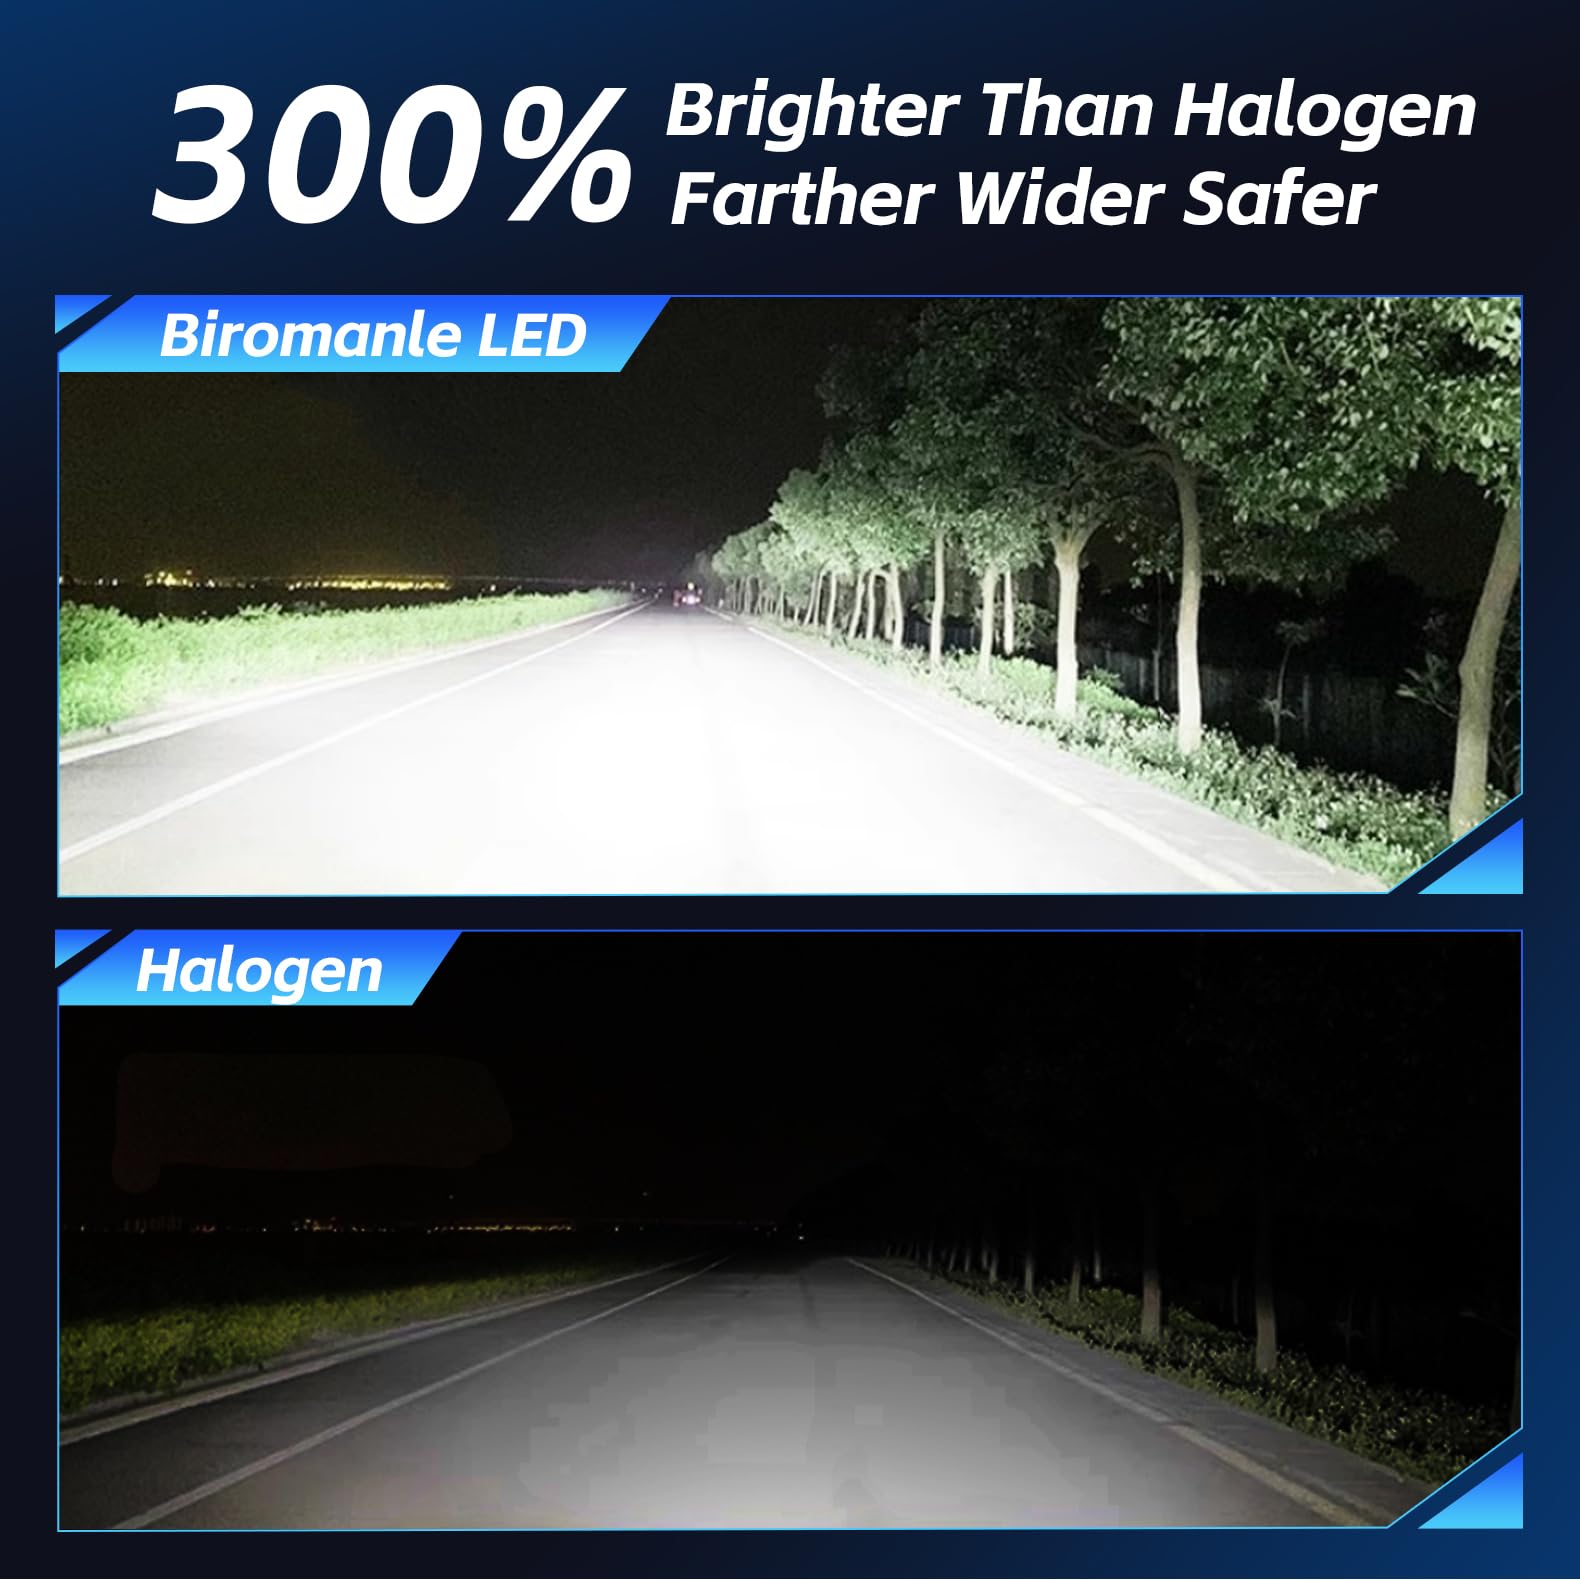 300%
Brighter Than Halogen
Farther Wider Safer
Biromanle LED
Halogen